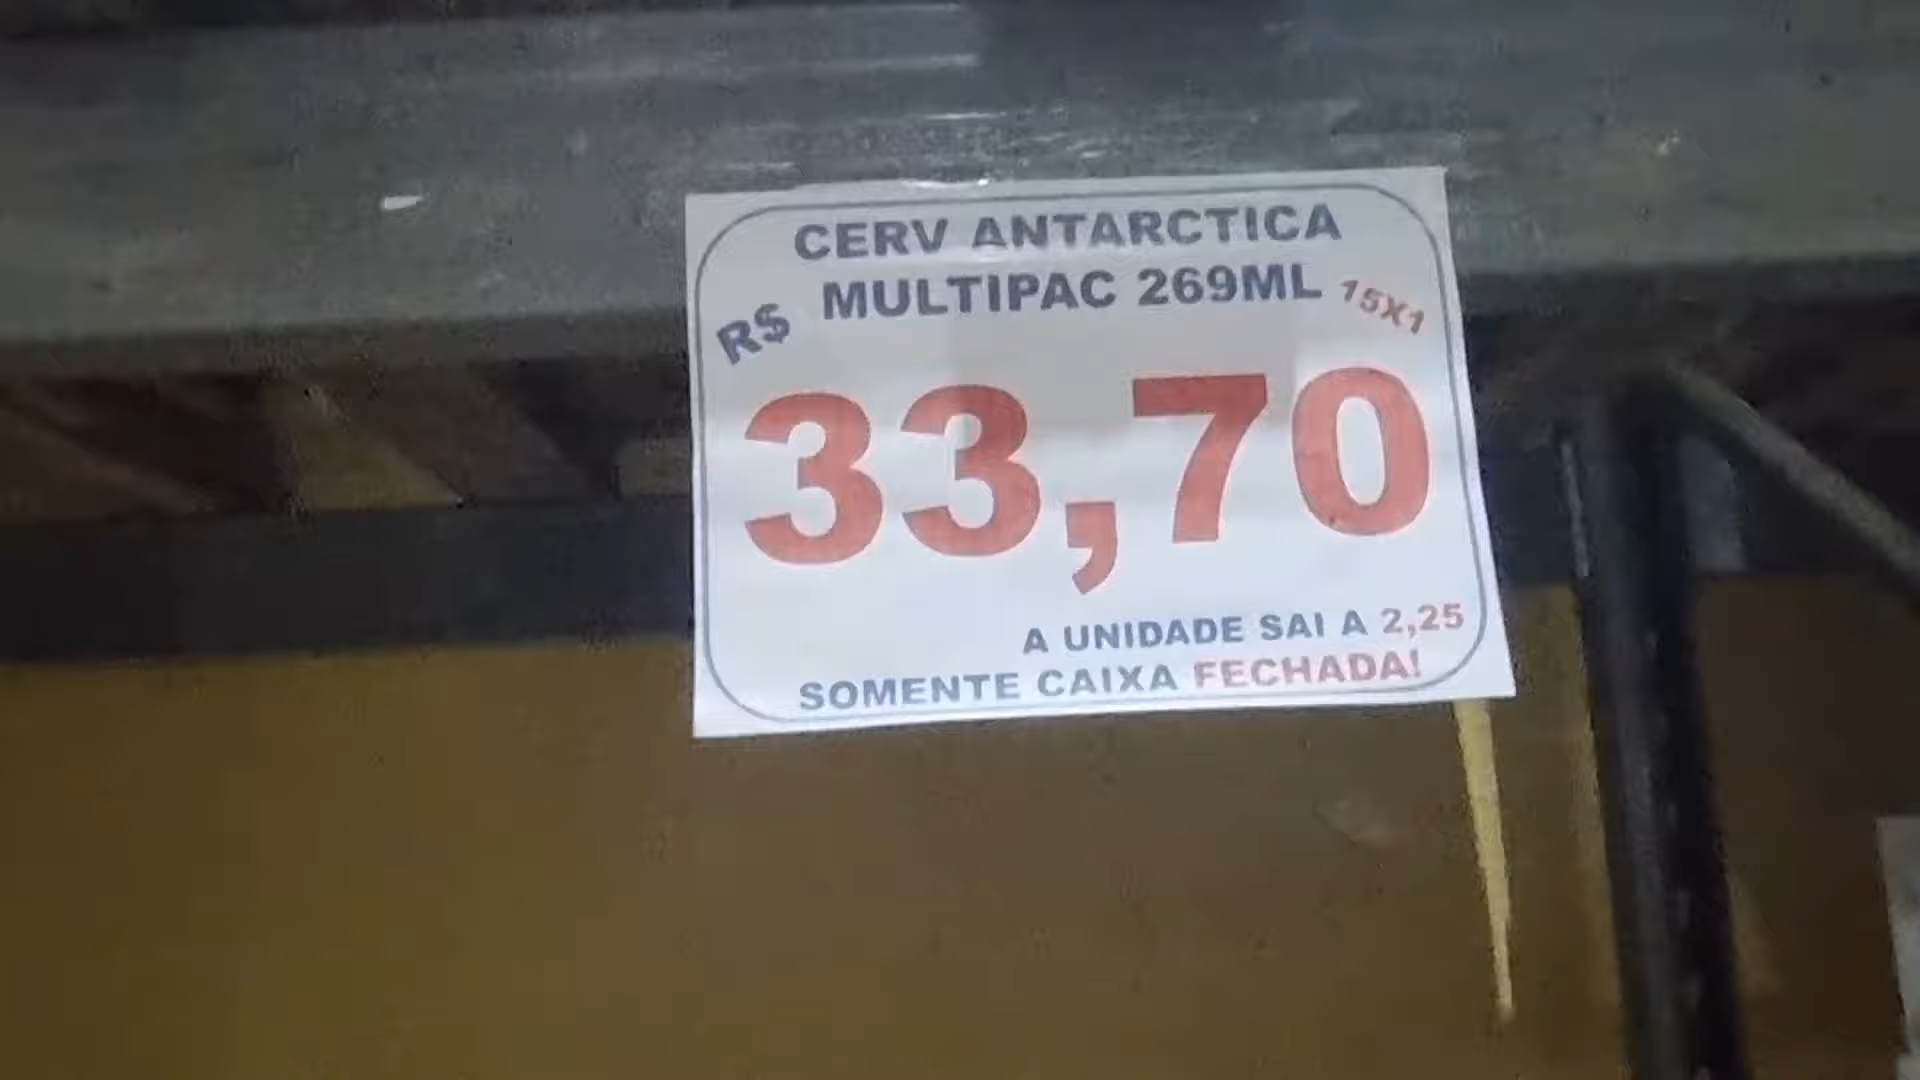 CERV ANTARCTICA
MULTIPAC 269ML 15X1
R$
33,70
A UNIDADE SAI A 2,25
SOMENTE CAIXA FECHADA!